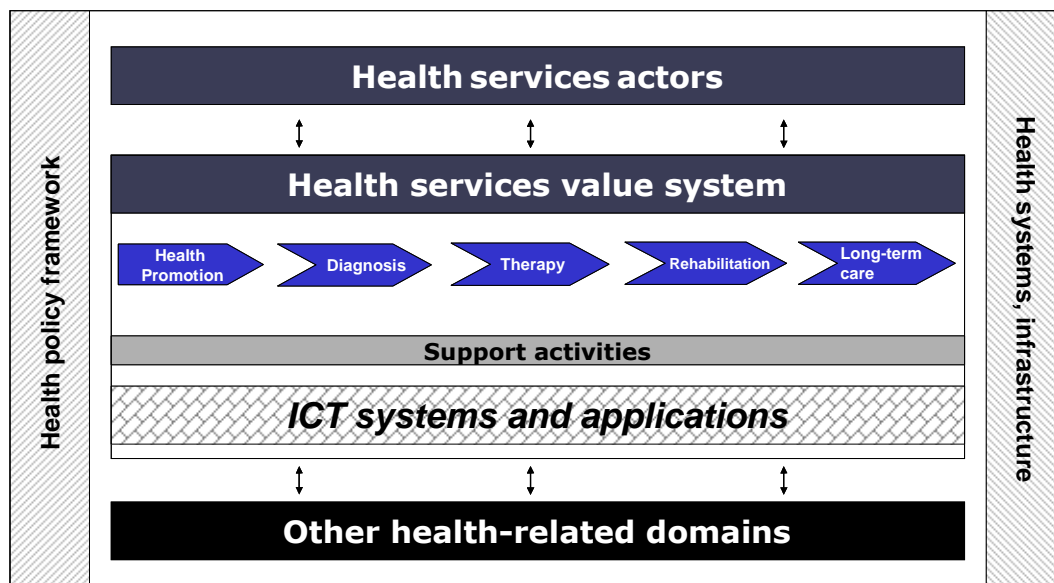 Health policy framework
Health services actors
Health services value system
Health
Promotion
Diagnosis
Therapy
Rehabilitation
Long-term
care
Support activities
ICT systems and applications
Other health-related domains
Health systems, infrastructure